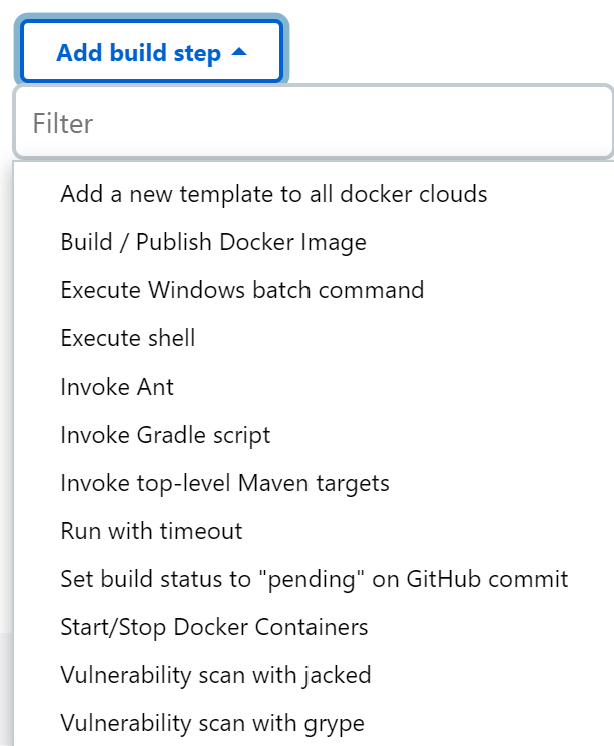 Add build step
Filter
Add a new template to all docker clouds
Build / Publish Docker Image
Execute Windows batch command
Execute shell
Invoke Ant
Invoke Gradle script
Invoke top-level Maven targets
Run with timeout
Set build status to "pending" on GitHub commit
Start/Stop Docker Containers
Vulnerability scan with jacked
Vulnerability scan with grype